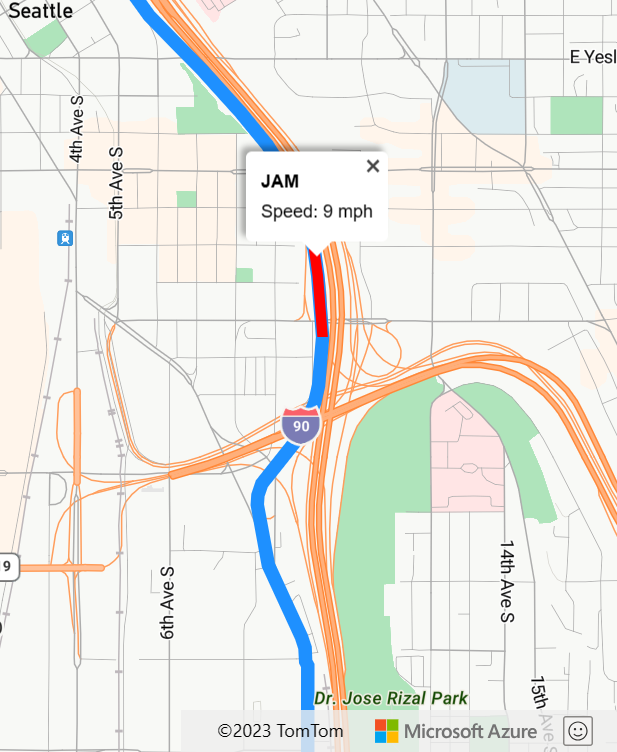 Seattle
E Yesl
4th Ave S
5th Ave S
JAM
Speed: 9 mph
90
9
6th Ave S
14th Ave S
15th Ave S
Dr. Jose Rizal Park
©2023 TomTom
Microsoft Azure